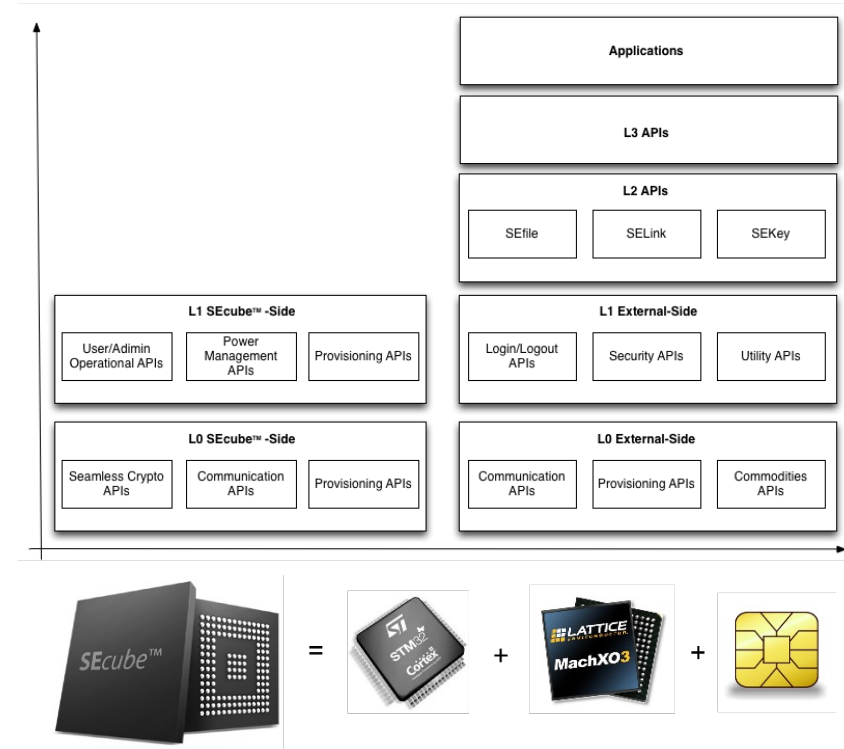 Applications
L3 APIs
L2 APIs
SEfile
SELink
SEKey
L1 SEcube™ -Side
User/Adimin
Operational APIs
Power
Management
APIs
Provisioning APIs
L1 External-Side
Login/Logout
APIs
Security APIs
Utility APIs
L0 SEcube™ -Side
Seamless Crypto
APIs
Communication
APIs
Provisioning APIs
L0 External-Side
Communication
APIs
Provisioning APIs
Commodities
APIs
SEcube™
=
ST
STM32
Cortex
+
LATTICE
SEMICONDUCTOR
MachXO3
+